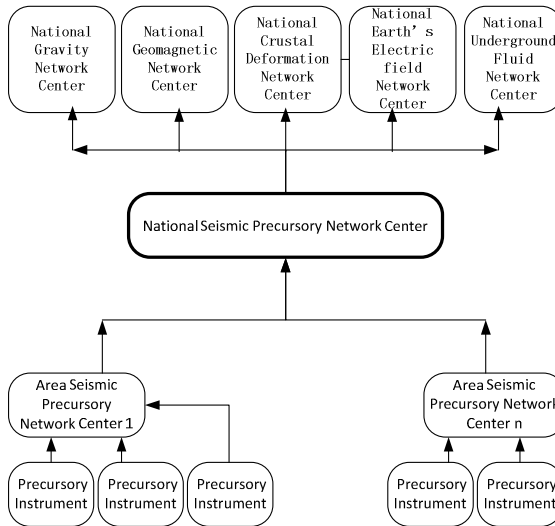 National
Gravity
Network
Center
National
Geomagnetic
Network
Center
National
Crustal
Deformation
Network
Center
National
Earth's
Electric
field
Network
Center
National
Underground
Fluid
Network
Center
National Seismic Precursory Network Center
Area Seismic
Precursory
Network Center 1
Area Seismic
Precursory Network
Center n
Precursory
Instrument
Precursory
Instrument
Precursory
Instrument
Precursory
Instrument
Precursory
Instrument